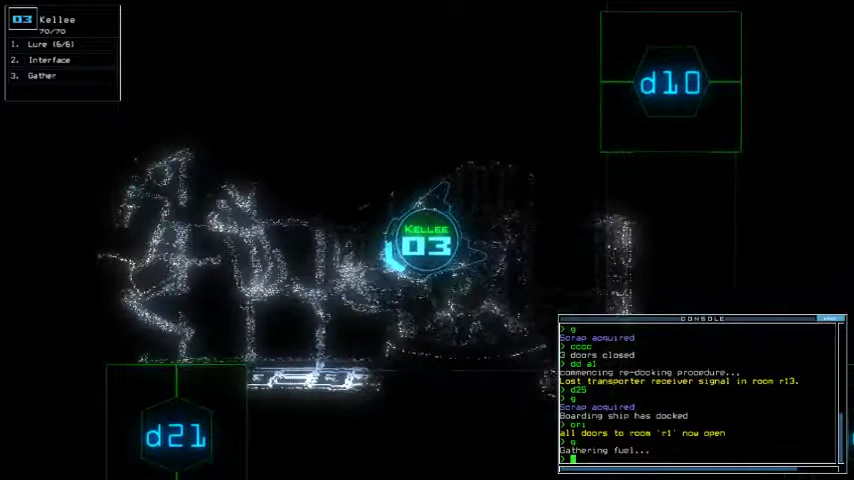 03 Kellee
70/70
1. Lure (6/6)
2. Interface
3. Gather
d10
KELLEE
03
d21
CONSOLE
> g
Scrap acquired
> cccc
3 doors closed
> dd a1
commencing re-docking procedure...
Lost transporter receiver signal in room r13.
> d25
> g
Scrap acquired
Boarding ship has docked
> ori
all doors to room 'r1' now open
> g
Gathering fuel...
>